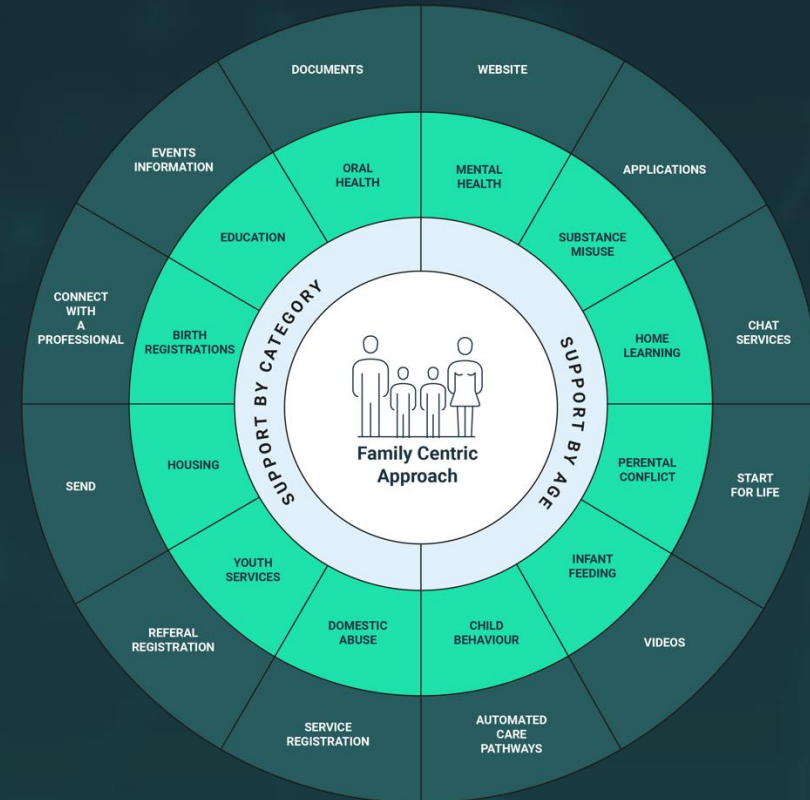 DOCUMENTS
WEBSITE
EVENTS
INFORMATION
APPLICATIONS
CONNECT
WITH
A
PROFESSIONAL
CHAT
SERVICES
SEND
START
FOR LIFE
REFERAL
REGISTRATION
VIDEOS
SERVICE
REGISTRATION
AUTOMATED
CARE
PATHWAYS
ORAL
HEALTH
MENTAL
HEALTH
EDUCATION
SUBSTANCE
MISUSE
BIRTH
REGISTRATIONS
HOME
LEARNING
HOUSING
PERENTAL
CONFLICT
YOUTH
SERVICES
INFANT
FEEDING
DOMESTIC
ABUSE
CHILD
BEHAVIOUR
SUPPORT BY CATEGORY
SUPPORT BY AGE
Family Centric
Approach